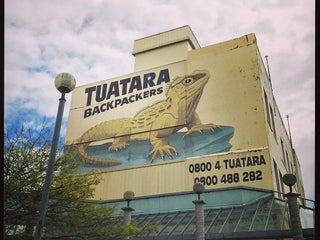 TUATARA
BACKPACKERS
0800 4 TUATARA
0800 488 282